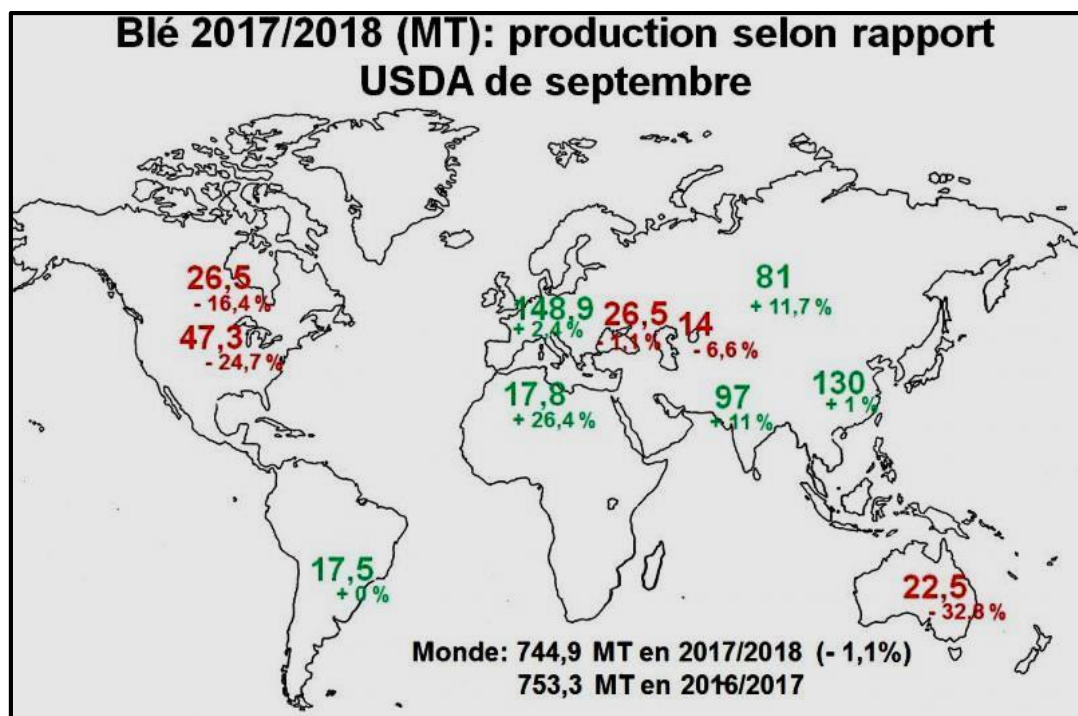 Blé 2017/2018 (MT): production selon rapport
USDA de septembre
26,5
- 16,4 %
47,3
- 24,7 %
148,9
+ 2,4 %
26,5
- 1,1 %
14
- 6,6 %
81
+ 11,7 %
17,8
+ 26,4 %
97
+ 11 %
130
+ 1 %
17,5
+ 0 %
22,5
- 32,8 %
Monde: 744,9 MT en 2017/2018 (- 1,1%)
753,3 MT en 2016/2017